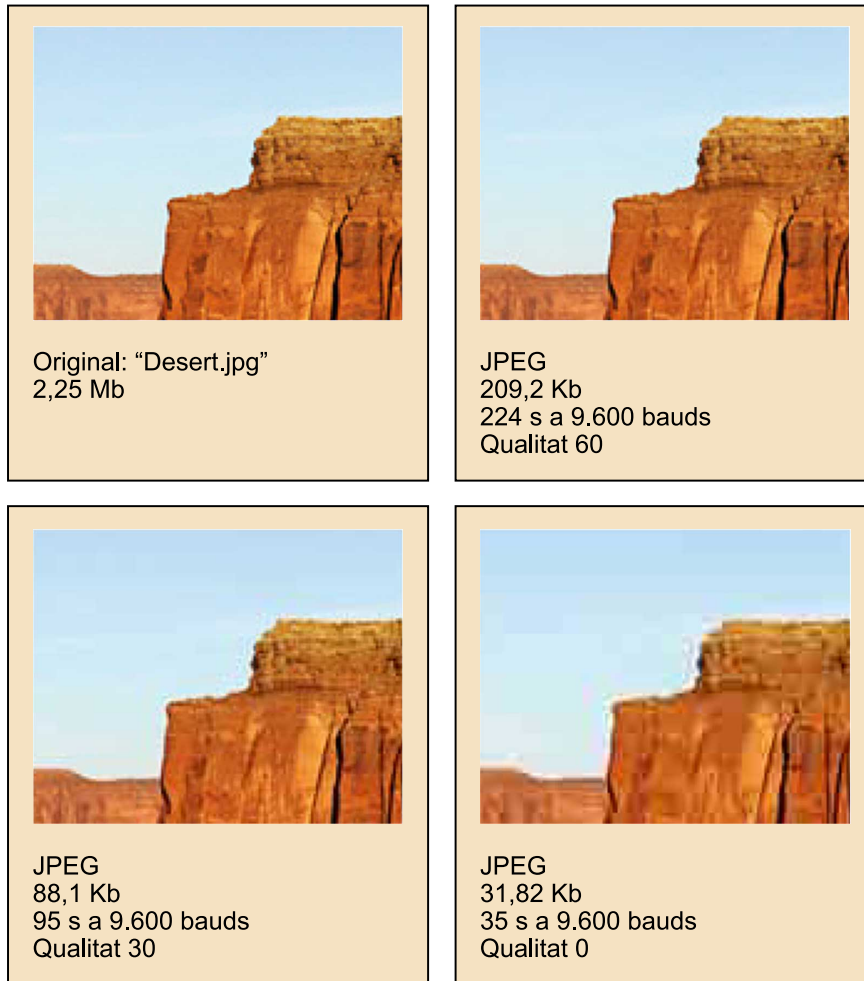 Original: “Desert.jpg”
2,25 Mb
JPEG
209,2 Kb
224 s a 9.600 bauds
Qualitat 60
JPEG
88,1 Kb
95 s a 9.600 bauds
Qualitat 30
JPEG
31,82 Kb
35 s a 9.600 bauds
Qualitat 0